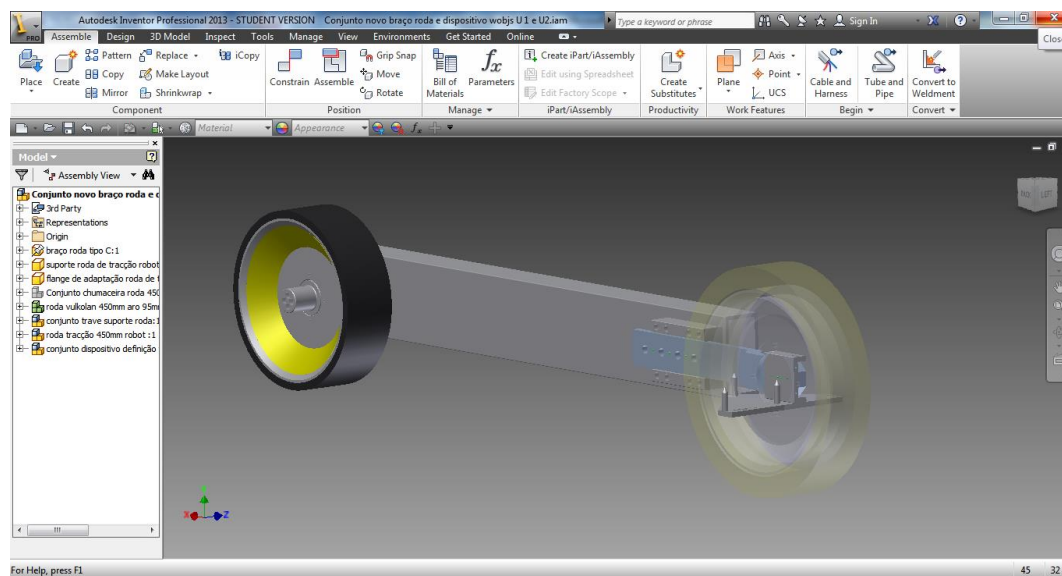 Autodesk Inventor Professional 2013 - STUDENT VERSION Conjunto novo braço roda e dispositivo wobjs U 1 e U2.iam Type a keyword or phrase Sign In
PRO Assemble Design 3D Model Inspect Tools Manage View Environments Get Started Online Close
Place Create Pattern Copy Mirror Replace Make Layout Shrinkwrap iCopy
Component
Constrain Assemble Grip Snap Move Rotate
Position
Bill of Materials fx Parameters
Manage
Create iPart/iAssembly
Edit using Spreadsheet
Edit Factory Scope
iPart/iAssembly
Create Substitutes
Productivity
Plane Axis Point UCS
Work Features
Cable and Harness Tube and Pipe
Begin
Convert to Weldment
Convert
Material Appearance fx
Model
Assembly View
Conjunto novo braço roda e
3rd Party
Representations
Origin
braço roda tipo C:1
suporte roda de tracção robot
flange de adaptação roda de
Conjunto chumaceira roda 450
roda vulkolan 450mm aro 95m
conjunto trave suporte roda:1
roda tracção 450mm robot :1
conjunto dispositivo definição
X Z
For Help, press F1
45 32